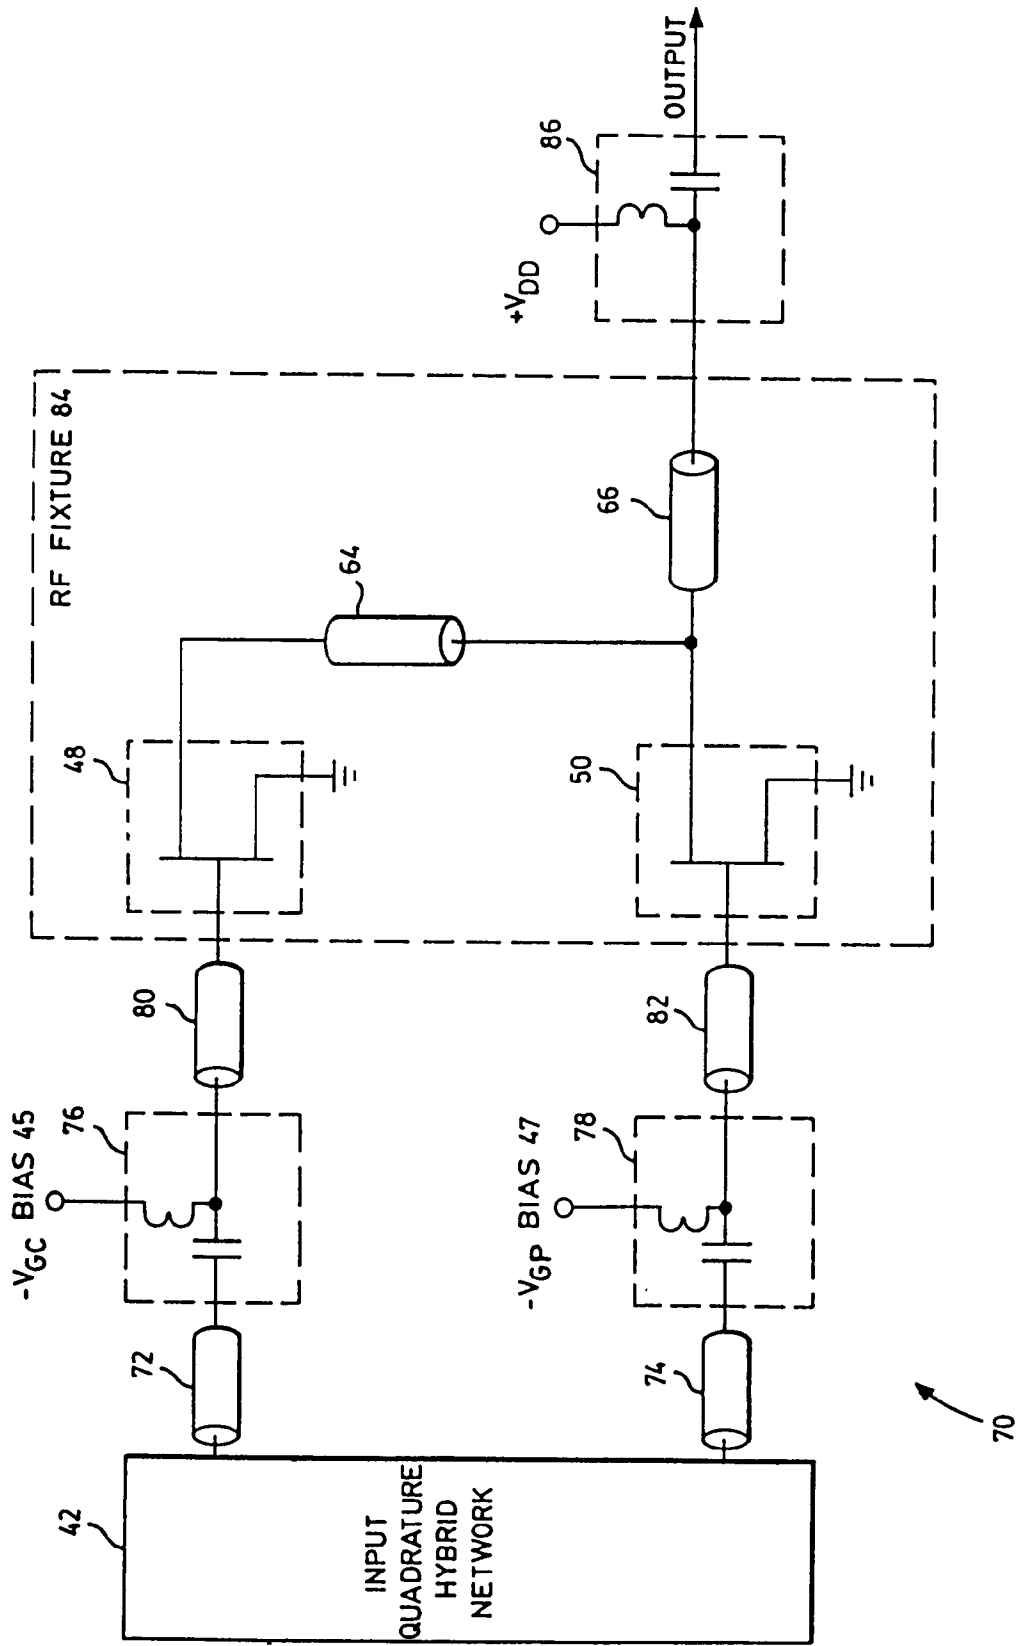 42
INPUT
QUADRATURE
HYBRID
NETWORK
72
74
-VGC BIAS 45
76
-VGP BIAS 47
78
80
82
RF FIXTURE 84
48
50
64
66
+VDD
86
OUTPUT
70